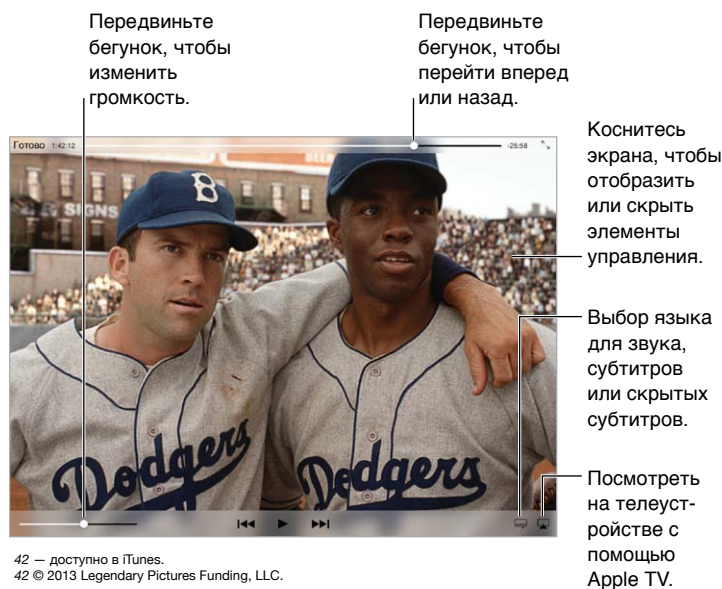 Передвиньте
бегунок, чтобы
изменить
громкость.
Передвиньте
бегунок, чтобы
перейти вперед
или назад.
Готово 1:42:12
-25:58
Коснитесь
экрана, чтобы
отобразить
или скрыть
элементы
управления.
SIGNS
B
Выбор языка
для звука,
субтитров
или скрытых
субтитров.
Dodgers
Dodgers
Посмотреть
на телеуст-
ройстве с
помощью
Apple TV.
42 — доступно в iTunes.
42 © 2013 Legendary Pictures Funding, LLC.